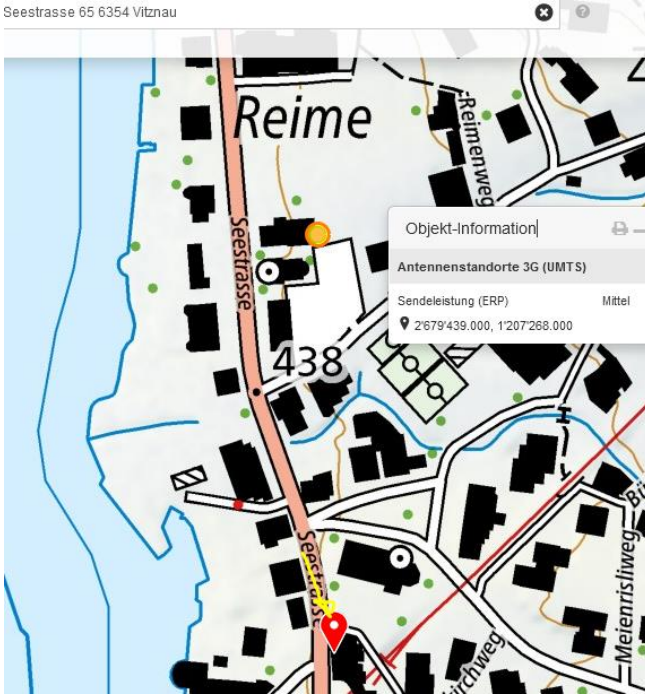 Seestrasse 65 6354 Vitznau
?
Reime
Reimenweg
Seestrasse
Objekt-Information
Antennenstandorte 3G (UMTS)
Sendeleistung (ERP) Mittel
2'679'439.000, 1'207'268.000
438
Seestrasse
Meienrisliweg